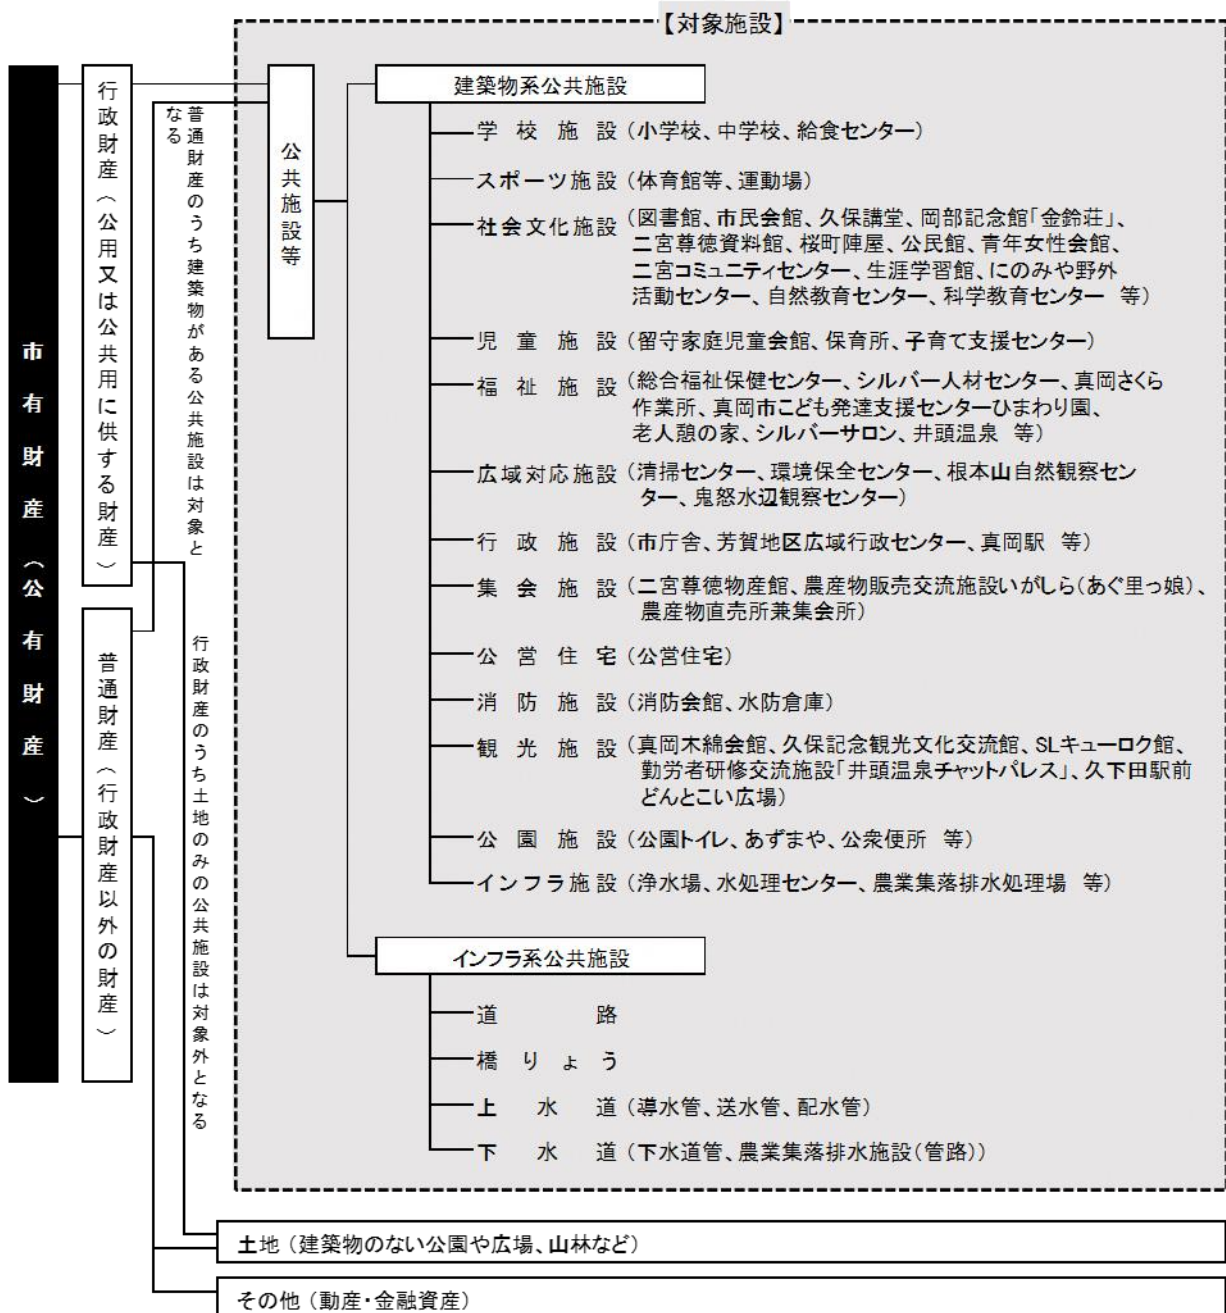 【対象施設】
市有財産（公有財産）
行政財産（公用又は公共用に供する財産）
普通財産（行政財産以外の財産）
普通財産のうち建築物がある公共施設は対象と
なる
行政財産のうち土地のみの公共施設は対象外となる
公共施設等
建築物系公共施設
学校施設（小学校、中学校、給食センター）
スポーツ施設（体育館等、運動場）
社会文化施設（図書館、市民会館、久保講堂、岡部記念館「金鈴荘」、
二宮尊徳資料館、桜町陣屋、公民館、青年女性会館、
二宮コミュニティセンター、生涯学習館、にのみや野外
活動センター、自然教育センター、科学教育センター 等）
児童施設（留守家庭児童会館、保育所、子育て支援センター）
福祉施設（総合福祉保健センター、シルバー人材センター、真岡さくら
作業所、真岡市こども発達支援センターひまわり園、
老人憩の家、シルバーサロン、井頭温泉 等）
広域対応施設（清掃センター、環境保全センター、根本山自然観察セン
ター、鬼怒水辺観察センター）
行政施設（市庁舎、芳賀地区広域行政センター、真岡駅 等）
集会施設（二宮尊徳物産館、農産物販売交流施設いがしら（あぐ里っ娘）、
農産物直売所兼集会所）
公営住宅（公営住宅）
消防施設（消防会館、水防倉庫）
観光施設（真岡木綿会館、久保記念観光文化交流館、SLキューロク館、
勤労者研修交流施設「井頭温泉チャットパレス」、久下田駅前
どんとこい広場）
公園施設（公園トイレ、あずまや、公衆便所 等）
インフラ施設（浄水場、水処理センター、農業集落排水処理場 等）
インフラ系公共施設
道路
橋りょう
上水道（導水管、送水管、配水管）
下水道（下水道管、農業集落排水施設（管路））
土地（建築物のない公園や広場、山林など）
その他（動産・金融資産）